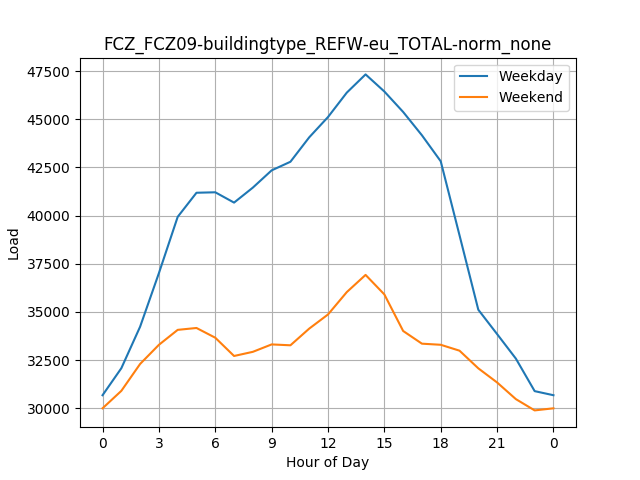 FCZ_FCZ09-buildingtype_REFW-eu_TOTAL-norm_none
Weekday
Weekend
47500
45000
42500
40000
37500
35000
32500
30000
Load
0 3 6 9 12 15 18 21 0
Hour of Day